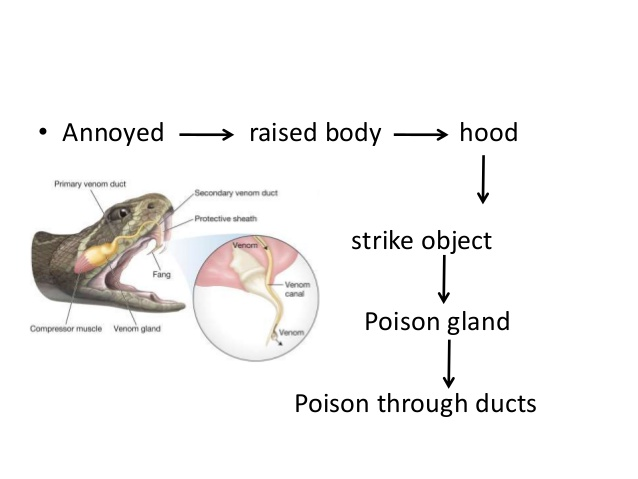 • Annoyed → raised body → hood
Primary venom duct
Secondary venom duct
Protective sheath
Venom
Fang
Venom canal
Venom
Compressor muscle
Venom gland
strike object
Poison gland
Poison through ducts